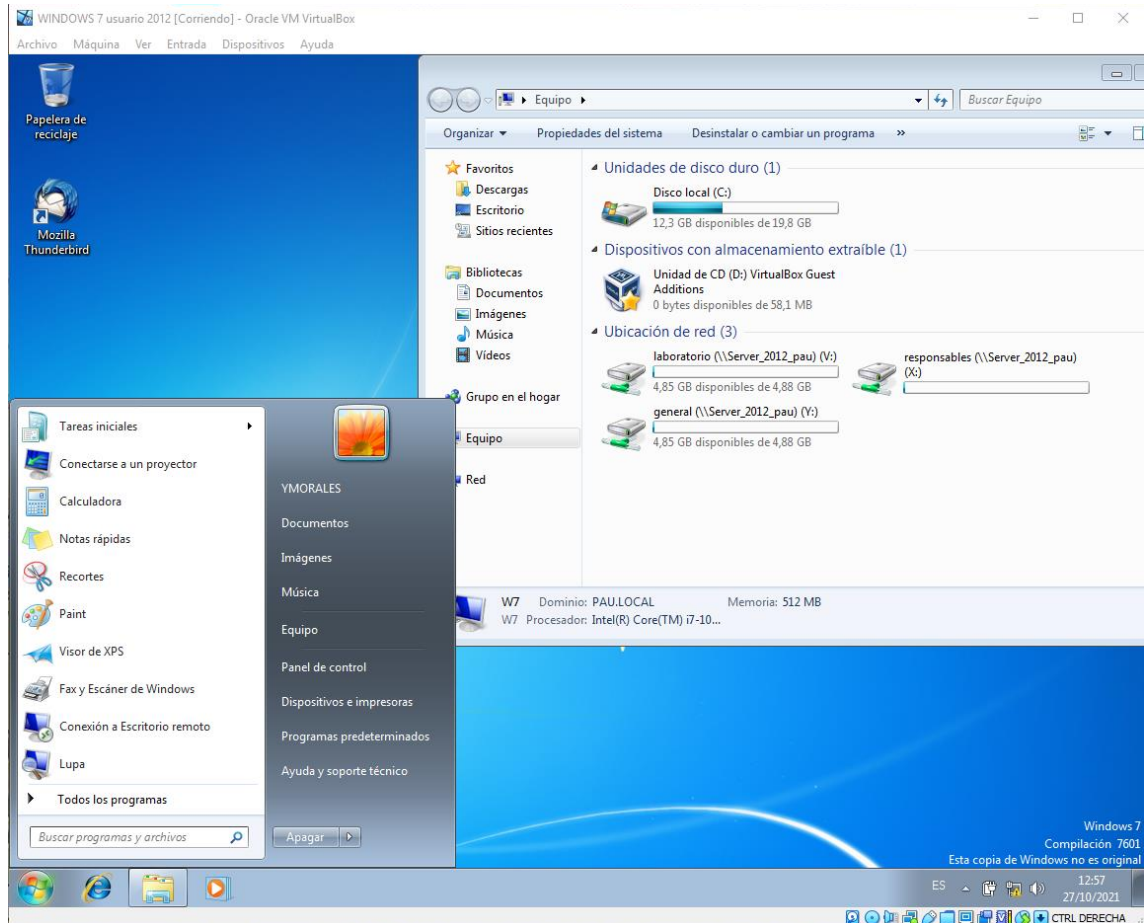 WINDOWS 7 usuario 2012 [Corriendo] - Oracle VM VirtualBox
Archivo Máquina Ver Entrada Dispositivos Ayuda
Papelera de
reciclaje
Mozilla
Thunderbird
Equipo
Buscar Equipo
Organizar Propiedades del sistema Desinstalar o cambiar un programa »
Favoritos
Descargas
Escritorio
Sitios recientes
Bibliotecas
Documentos
Imágenes
Música
Vídeos
Grupo en el hogar
Equipo
Red
Unidades de disco duro (1)
Disco local (C:)
12,3 GB disponibles de 19,8 GB
Dispositivos con almacenamiento extraíble (1)
Unidad de CD (D:) VirtualBox Guest
Additions
0 bytes disponibles de 58,1 MB
Ubicación de red (3)
laboratorio (\\Server_2012_pau) (V:)
4,85 GB disponibles de 4,88 GB
responsables (\\Server_2012_pau)
(X:)
general (\\Server_2012_pau) (Y:)
4,85 GB disponibles de 4,88 GB
W7 Dominio: PAU.LOCAL Memoria: 512 MB
W7 Procesador: Intel(R) Core(TM) i7-10...
Tareas iniciales
Conectarse a un proyector
Calculadora
Notas rápidas
Recortes
Paint
Visor de XPS
Fax y Escáner de Windows
Conexión a Escritorio remoto
Lupa
Todos los programas
Buscar programas y archivos
YMORALES
Documentos
Imágenes
Música
Equipo
Panel de control
Dispositivos e impresoras
Programas predeterminados
Ayuda y soporte técnico
Apagar
Windows 7
Compilación 7601
Esta copia de Windows no es original
ES
12:57
27/10/2021
CTRL DERECHA